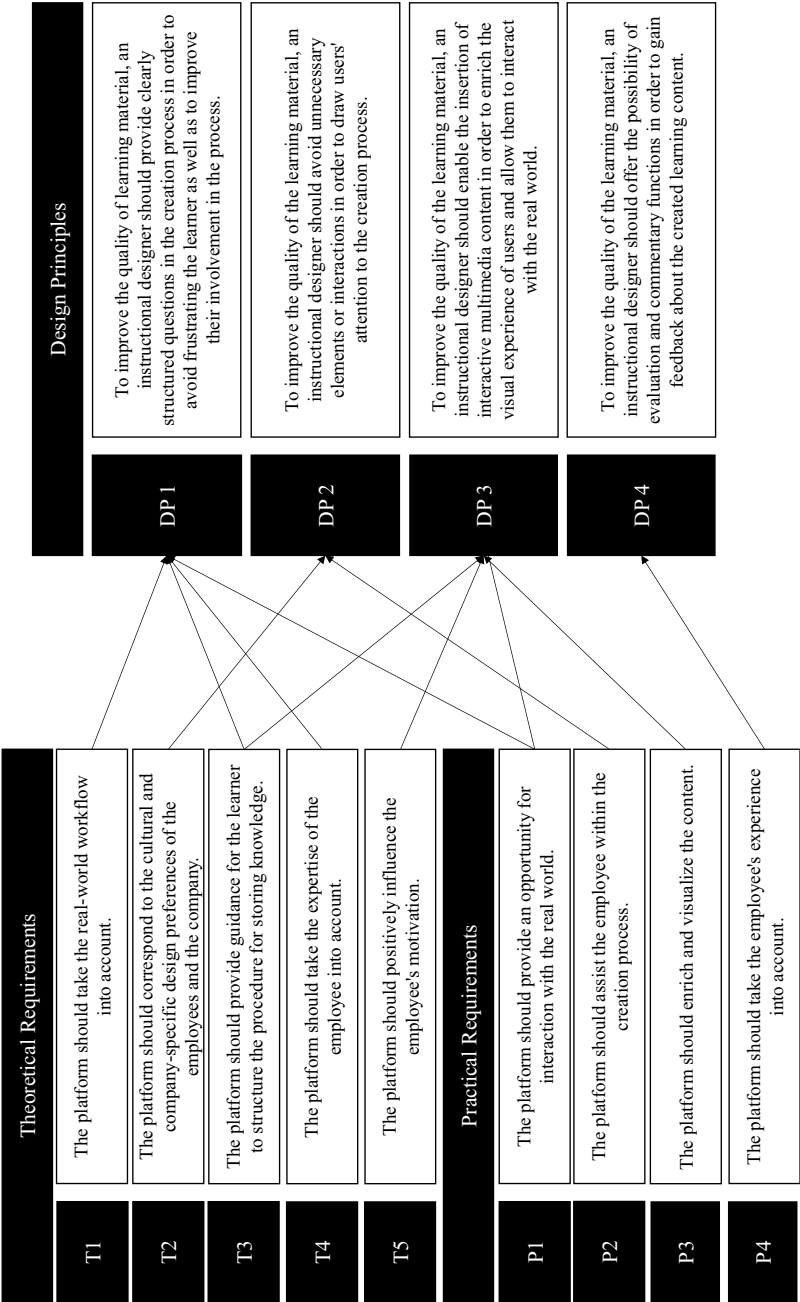 Theoretical Requirements
T1
The platform should take the real-world workflow
into account.
T2
The platform should correspond to the cultural and
company-specific design preferences of the
employees and the company.
T3
The platform should provide guidance for the learner
to structure the procedure for storing knowledge.
T4
The platform should take the expertise of the
employee into account.
T5
The platform should positively influence the
employee's motivation.
Practical Requirements
P1
The platform should provide an opportunity for
interaction with the real world.
P2
The platform should assist the employee within the
creation process.
P3
The platform should enrich and visualize the content.
P4
The platform should take the employee's experience
into account.
Design Principles
DP 1
To improve the quality of learning material, an
instructional designer should provide clearly
structured questions in the creation process in order to
avoid frustrating the learner as well as to improve
their involvement in the process.
DP 2
To improve the quality of the learning material, an
instructional designer should avoid unnecessary
elements or interactions in order to draw users'
attention to the creation process.
DP 3
To improve the quality of the learning material, an
instructional designer should enable the insertion of
interactive multimedia content in order to enrich the
visual experience of users and allow them to interact
with the real world.
DP 4
To improve the quality of the learning material, an
instructional designer should offer the possibility of
evaluation and commentary functions in order to gain
feedback about the created learning content.